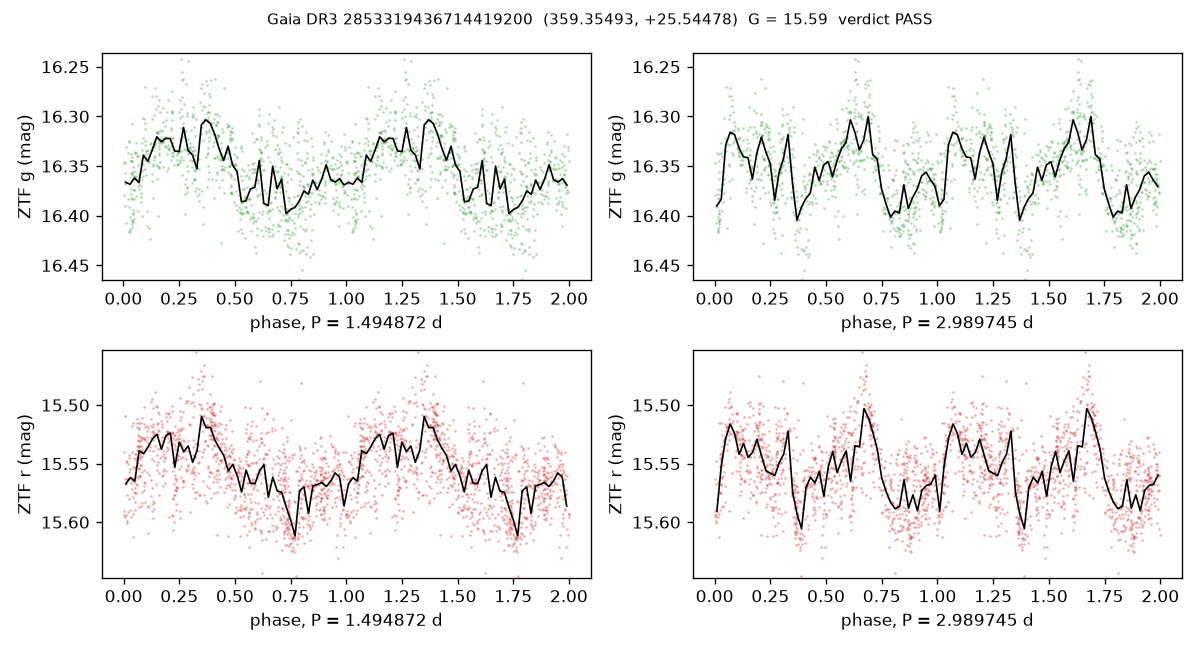 Gaia DR3 2853319436714419200 (359.35493, +25.54478) G = 15.59 verdict PASS
ZTF g (mag)
16.25
16.30
16.35
16.40
16.45
0.00 0.25 0.50 0.75 1.00 1.25 1.50 1.75 2.00
phase, P = 1.494872 d
ZTF g (mag)
16.25
16.30
16.35
16.40
16.45
0.00 0.25 0.50 0.75 1.00 1.25 1.50 1.75 2.00
phase, P = 2.989745 d
ZTF r (mag)
15.50
15.55
15.60
0.00 0.25 0.50 0.75 1.00 1.25 1.50 1.75 2.00
phase, P = 1.494872 d
ZTF r (mag)
15.50
15.55
15.60
0.00 0.25 0.50 0.75 1.00 1.25 1.50 1.75 2.00
phase, P = 2.989745 d